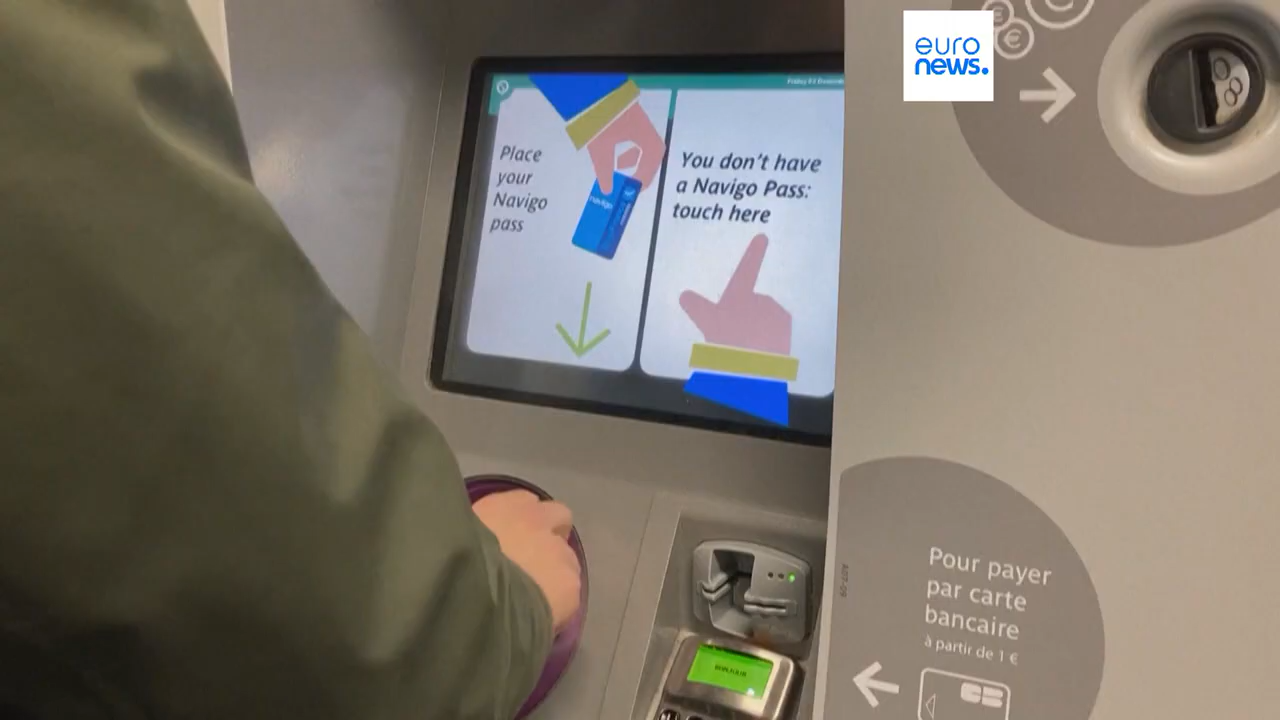 euro
news.
Place
your
Navigo
pass
navigo
You don't have
a Navigo Pass:
touch here
Pour payer
par carte
bancaire
à partir de 1 €